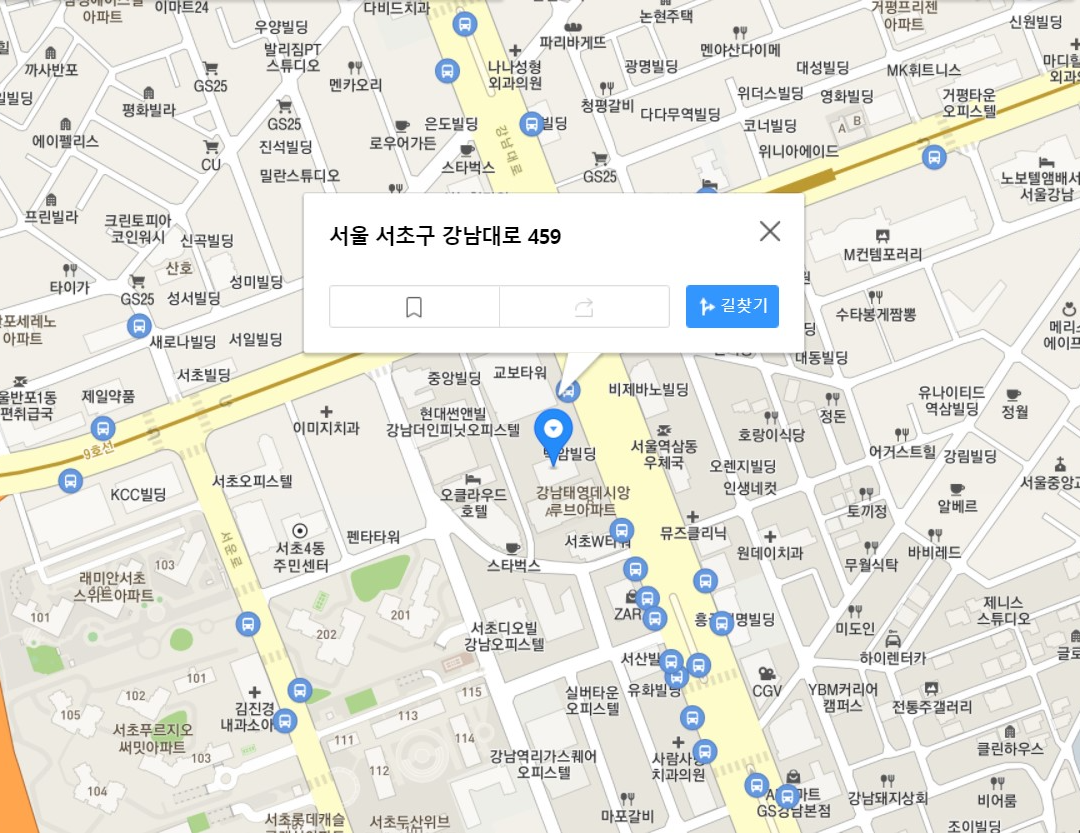 아파트
이마트24
다비드치과
논현주택
거평프리젠
아파트
신원빌딩
우양빌딩
발리짐PT
스튜디오
파리바게뜨
멘야산다이메
까사반포
GS25
멘카오리
나나성형
외과의원
광명빌딩
대성빌딩
MK휘트니스
평화빌라
GS25
청평갈비
다다무역빌딩
위더스빌딩
영화빌딩
거평타운
오피스텔
에이펠리스
CU
진석빌딩
로우어가든
은도빌딩
빌딩
강남대로
코너빌딩
A
B
밀란스튜디오
스타벅스
GS25
위니아에이드
노보텔앰배서
서울강남
프린빌라
크린토피아
코인워시
신곡빌딩
서울 서초구 강남대로 459
길찾기
M컨템포러리
타이가
산호
GS25
성서빌딩
성미빌딩
수타봉게짬뽕
아파트
새로나빌딩
서일빌딩
대동빌딩
서초빌딩
중앙빌딩
교보타워
비제바노빌딩
울반포1동
편취급국
제일약품
이미지치과
현대썬앤빌
강남더인피닛오피스텔
정돈
유나이티드
역삼빌딩
정월
9호선
서울역삼동
우체국
호랑이식당
어거스트힐
강림빌딩
KCC빌딩
서초오피스텔
오클라우드
호텔
강남태영데시앙
루브아파트
오렌지빌딩
인생네컷
서울중앙교
토끼정
알베르
서운로
서초4동
주민센터
펜타타워
서초W타워
뮤즈클리닉
원데이치과
바비레드
무월식탁
래미안서초
스위트아파트
103
스타벅스
101
201
202
ZAR
서초디오빌
강남오피스텔
미도인
제니스
스튜디오
하이렌터카
102
101
서산빌
유화빌딩
CGV
YBM커리어
캠퍼스
전통주갤러리
105
서초푸르지오
써밋아파트
김진경
내과소아
115
113
114
실버타운
오피스텔
103
111
112
강남역리가스퀘어
오피스텔
치과의원
클린하우스
104
GS강남본점
강남돼지상회
비어룸
서초롯데캐슬
서초두산위브
마포갈비
조이빌딩